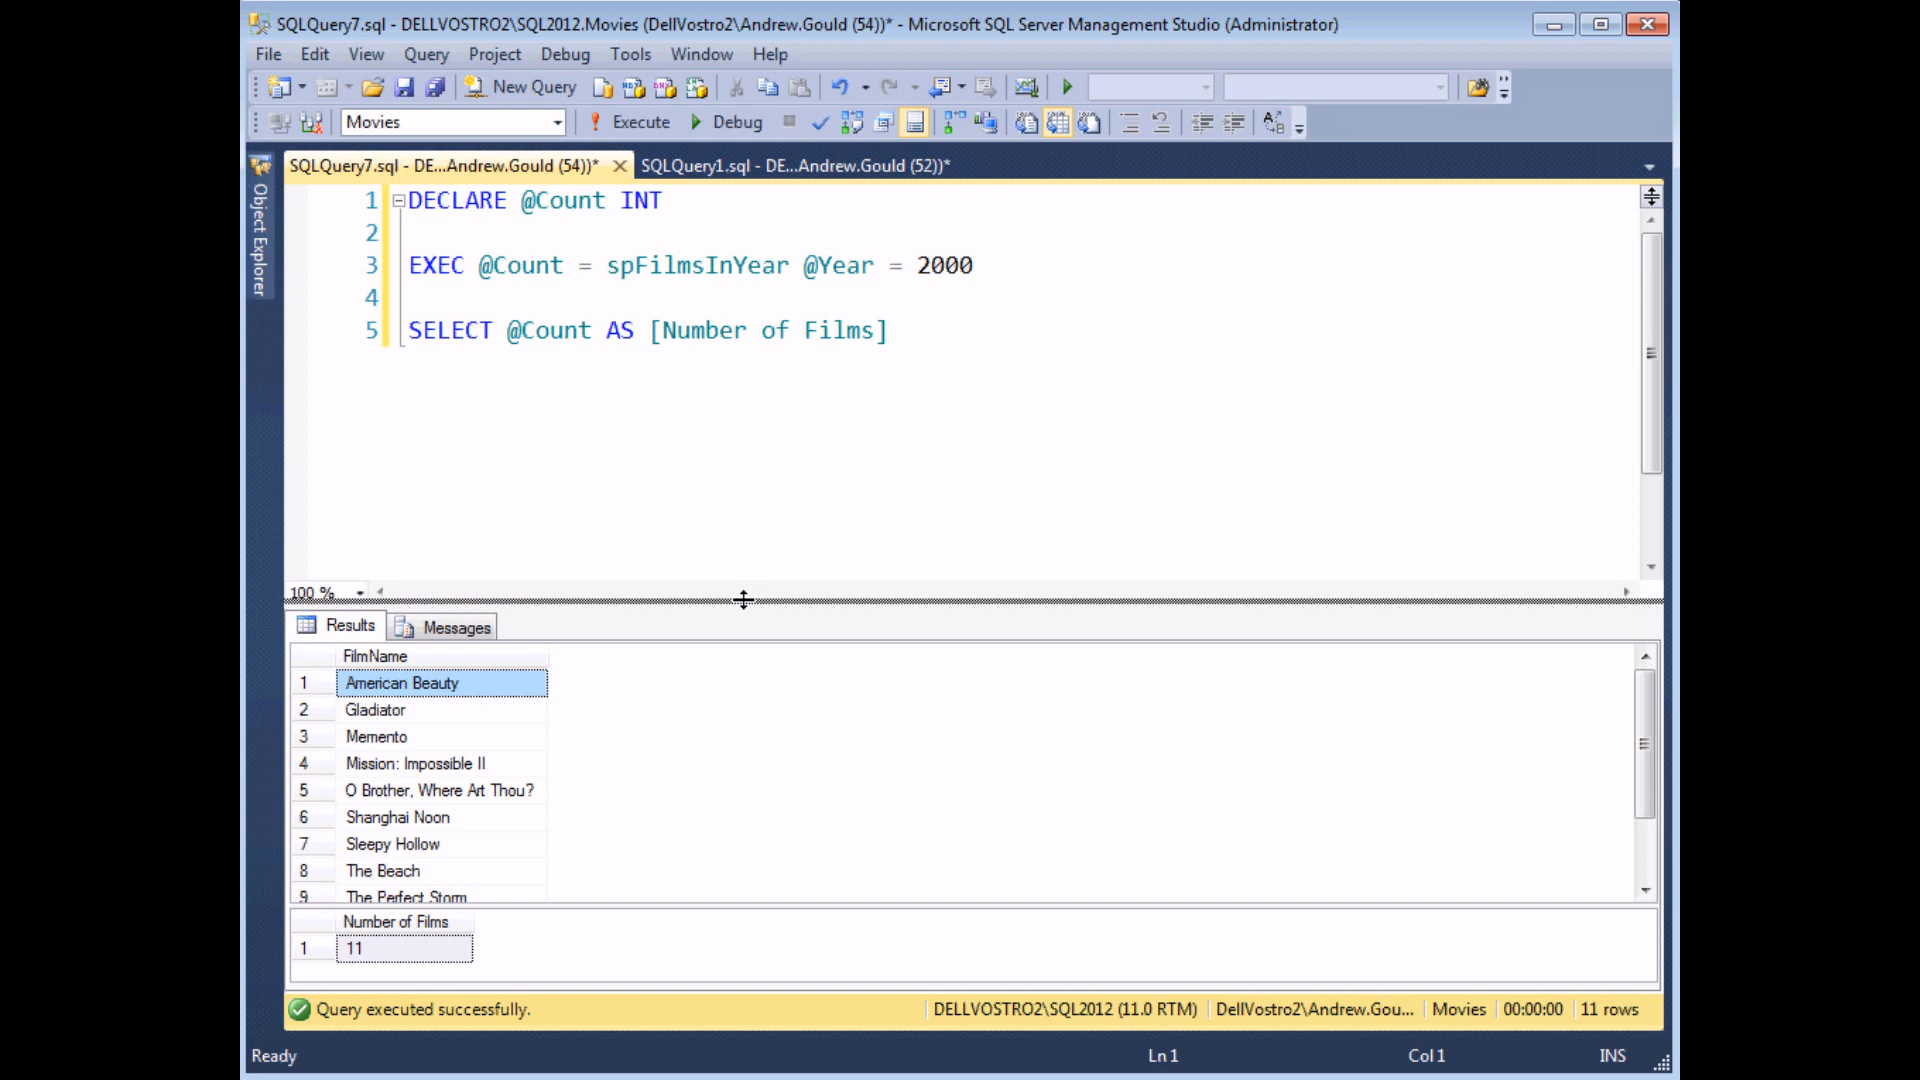 SQLQuery7.sql - DELLVOSTRO2\SQL2012.Movies (DellVostro2\Andrew.Gould (54))* - Microsoft SQL Server Management Studio (Administrator)
File Edit View Query Project Debug Tools Window Help
New Query
Movies Execute Debug
SQLQuery7.sql - DE...Andrew.Gould (54))* SQLQuery1.sql - DE...Andrew.Gould (52))*
Object Explorer
1 DECLARE @Count INT
2
3 EXEC @Count = spFilmsInYear @Year = 2000
4
5 SELECT @Count AS [Number of Films]
100 %
Results Messages
FilmName
1 American Beauty
2 Gladiator
3 Memento
4 Mission: Impossible II
5 O Brother, Where Art Thou?
6 Shanghai Noon
7 Sleepy Hollow
8 The Beach
9 The Perfect Storm
Number of Films
1 11
Query executed successfully. DELLVOSTRO2\SQL2012 (11.0 RTM) DellVostro2\Andrew.Gou... Movies 00:00:00 11 rows
Ready Ln 1 Col 1 INS